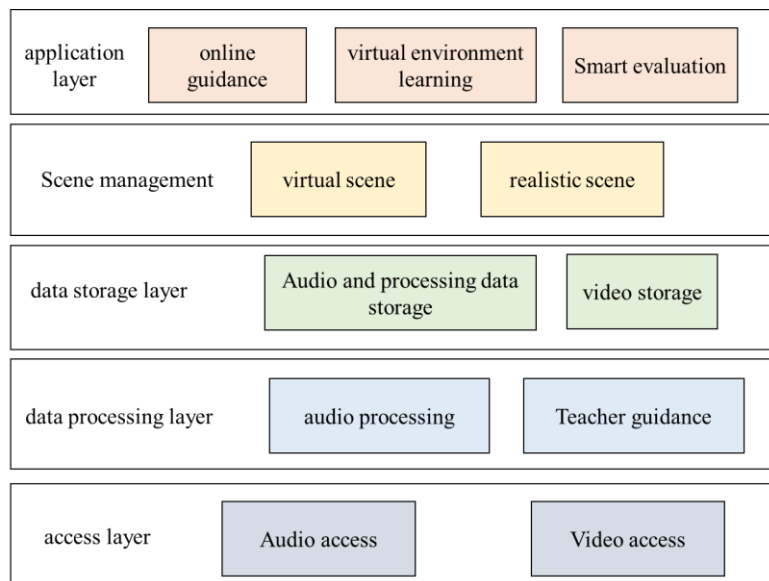 application
layer
online
guidance
virtual environment
learning
Smart evaluation
Scene management
virtual scene
realistic scene
data storage layer
Audio and processing data
storage
video storage
data processing layer
audio processing
Teacher guidance
access layer
Audio access
Video access